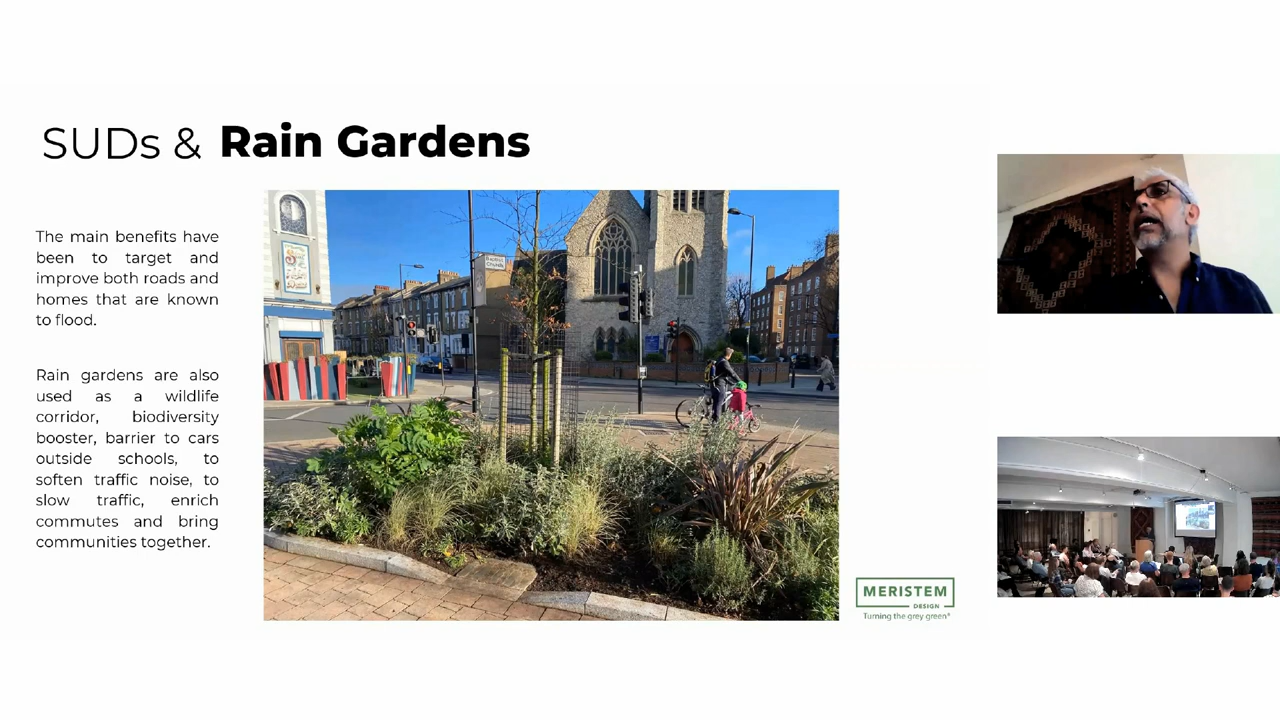 SUDs & Rain Gardens
The main benefits have
been to target and
improve both roads and
homes that are known
to flood.
Rain gardens are also
used as a wildlife
corridor, biodiversity
booster, barrier to cars
outside schools, to
soften traffic noise, to
slow traffic, enrich
commutes and bring
communities together.
Baptist
Church
MERISTEM
DESIGN
Turning the grey green®